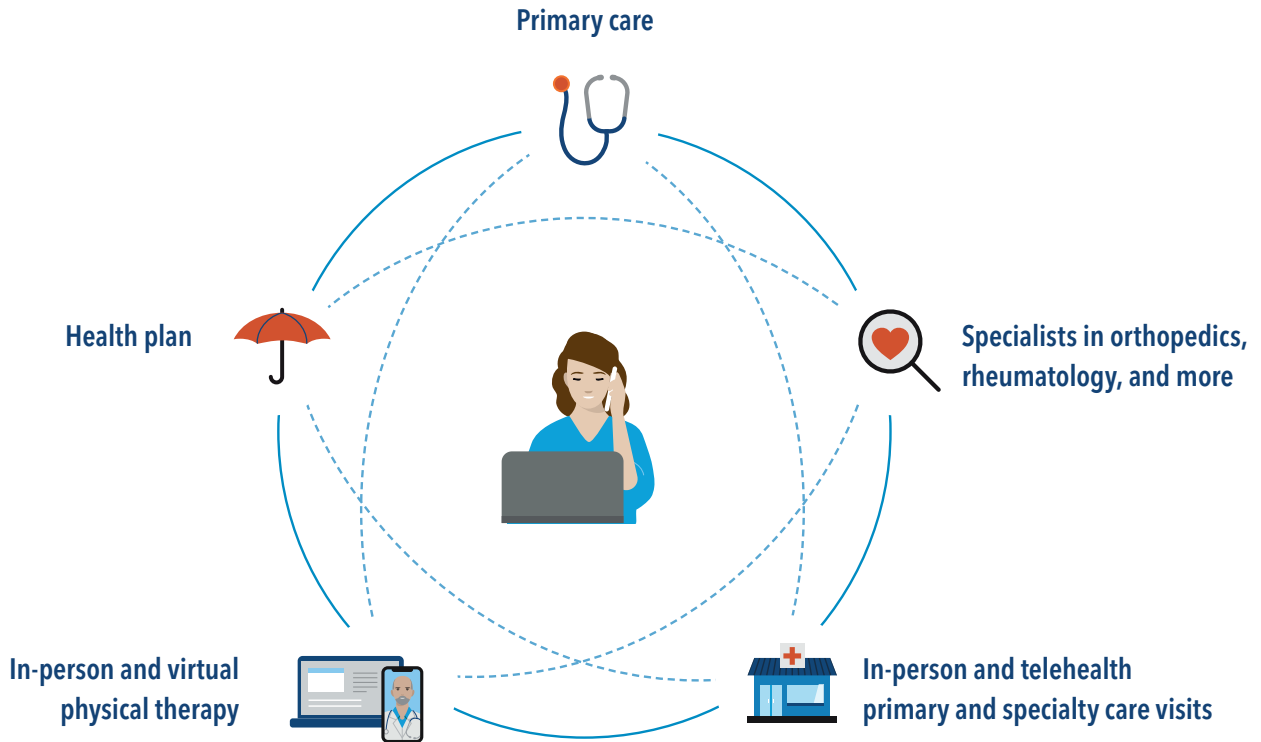 Primary care
Health plan
Specialists in orthopedics,
rheumatology, and more
In-person and virtual
physical therapy
In-person and telehealth
primary and specialty care visits